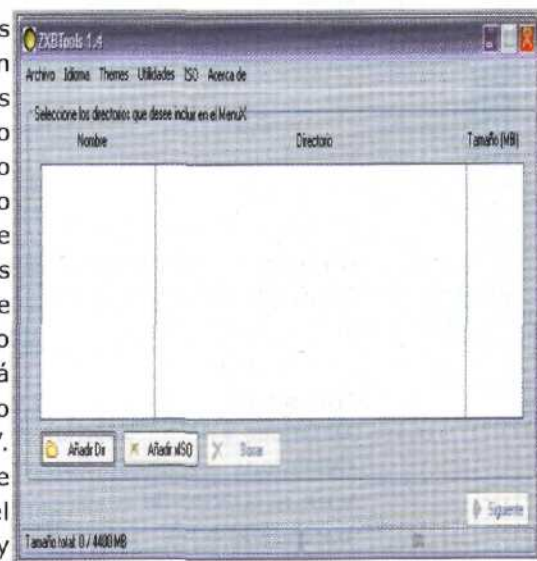 ZXBTools 1.4
Archivo Idioma Themes Utilidades ISO Acerca de
Seleccione los directorios que desee incluir en el MenuX
Nombre Directorio Tamaño (MB)
Añadir Dir Añadir xISO Borrar
Siguiente
Tamaño total: 0 / 4400 MB
s
n
s
o
o
o
e
s
e
o
á
o
.
e
el
y